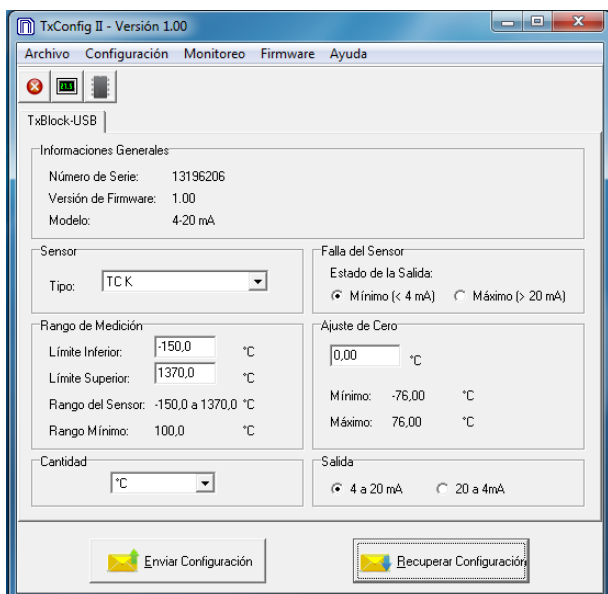 TxConfig II - Versión 1.00
Archivo Configuración Monitoreo Firmware Ayuda
21.5
TxBlock-USB
Informaciones Generales
Número de Serie: 13196206
Versión de Firmware: 1.00
Modelo: 4-20 mA
Sensor
Tipo: TC K
Falla del Sensor
Estado de la Salida:
Mínimo (< 4 mA) Máximo (> 20 mA)
Rango de Medición
Límite Inferior: -150,0 °C
Límite Superior: 1370,0 °C
Rango del Sensor: -150,0 a 1370,0 °C
Rango Mínimo: 100,0 °C
Ajuste de Cero
0,00 °C
Mínimo: -76,00 °C
Máximo: 76,00 °C
Cantidad
°C
Salida
4 a 20 mA 20 a 4mA
Enviar Configuración
Recuperar Configuración